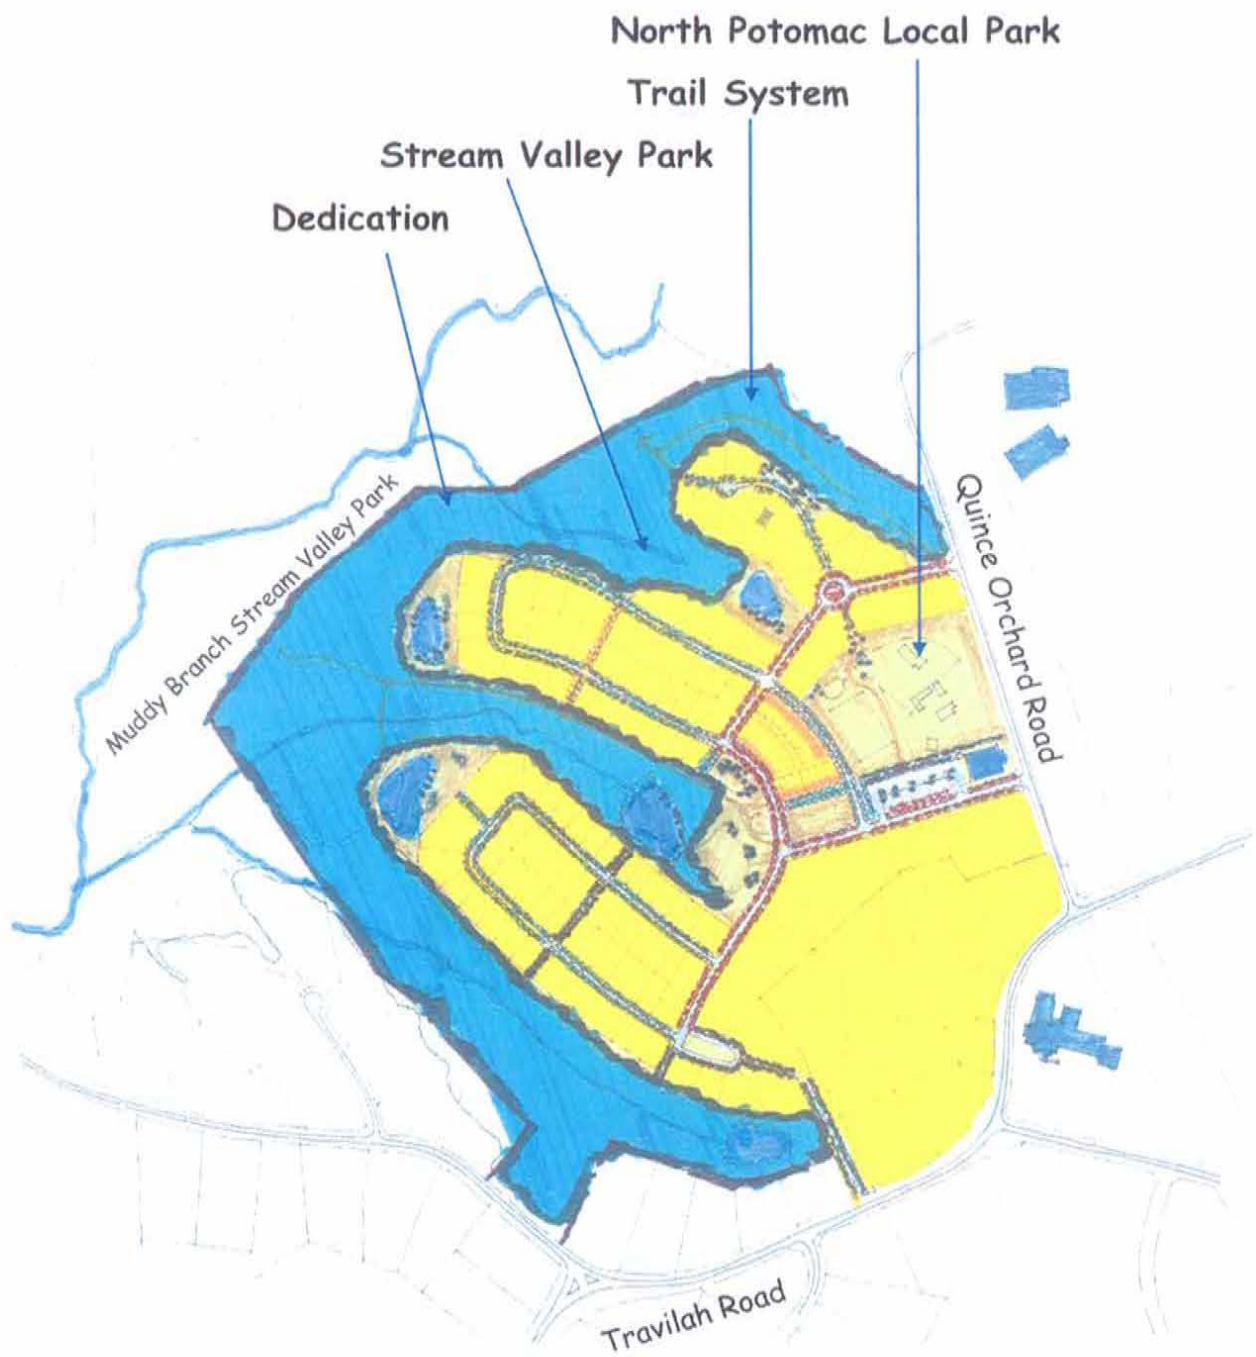 North Potomac Local Park
Trail System
Stream Valley Park
Dedication
Muddy Branch Stream Valley Park
Quince Orchard Road
Travilah Road